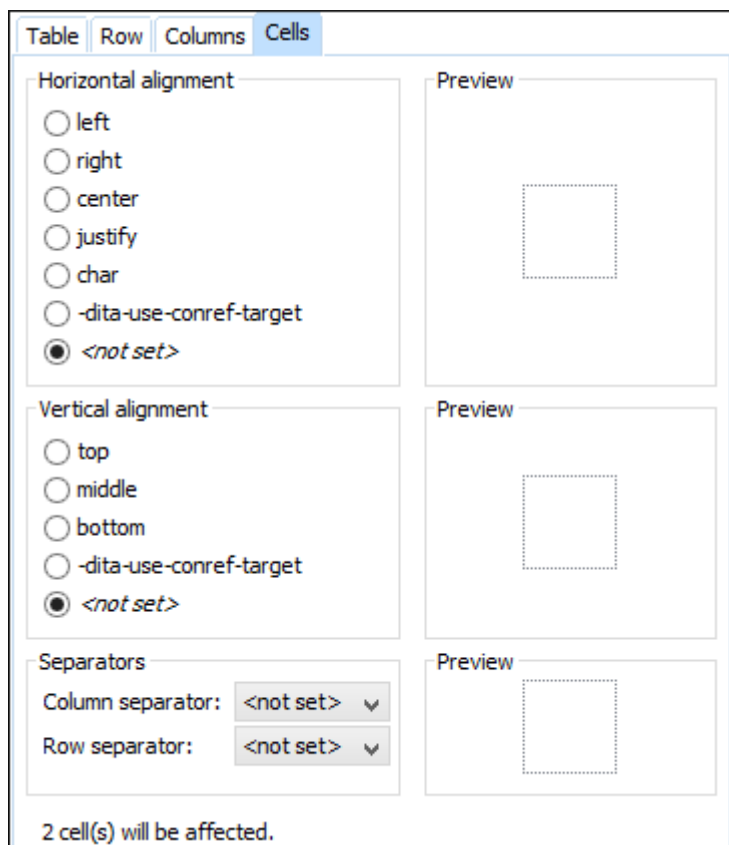 Table Row Columns Cells
Horizontal alignment
left
right
center
justify
char
-dita-use-conref-target
<not set>
Preview
Vertical alignment
top
middle
bottom
-dita-use-conref-target
<not set>
Preview
Separators
Column separator: <not set>
Row separator: <not set>
Preview
2 cell(s) will be affected.